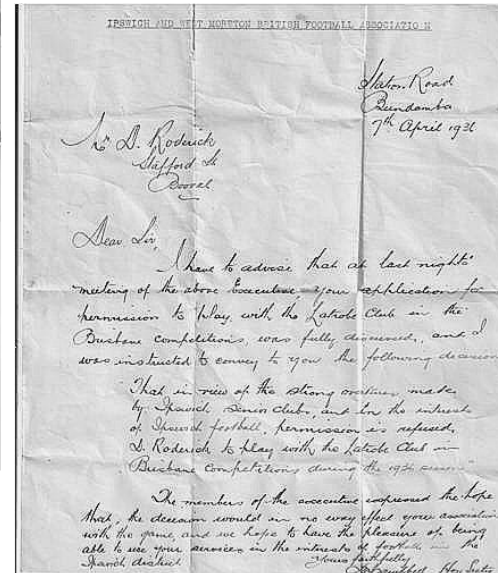 IPSWICH AND WEST MORETON BRITISH FOOTBALL ASSOCIATION
Station Road
Bundamba
7th April 1931
Mr D. Roderick
Stafford St
Booval
Dear Sir,
I have to advise that at last nights
meeting of the above Executive, your application for
permission to play with the Latrobe Club in the
Brisbane competitions, was fully discussed, and I
was instructed to convey to you the following decision
"That in view of the strong made
by Ipswich Senior clubs, and in the interest
of Ipswich football, permission is refused,
D. Roderick to play with the Latrobe Club in
Brisbane Competitions during the 1931 season"
The members of the executive expressed the hope
that, the decision would in no way effect your association
with the game, and we hope to have the pleasure of being
able to use your services in the interests of football in the
Ipswich district
Yours faithfully
Hon Sectry